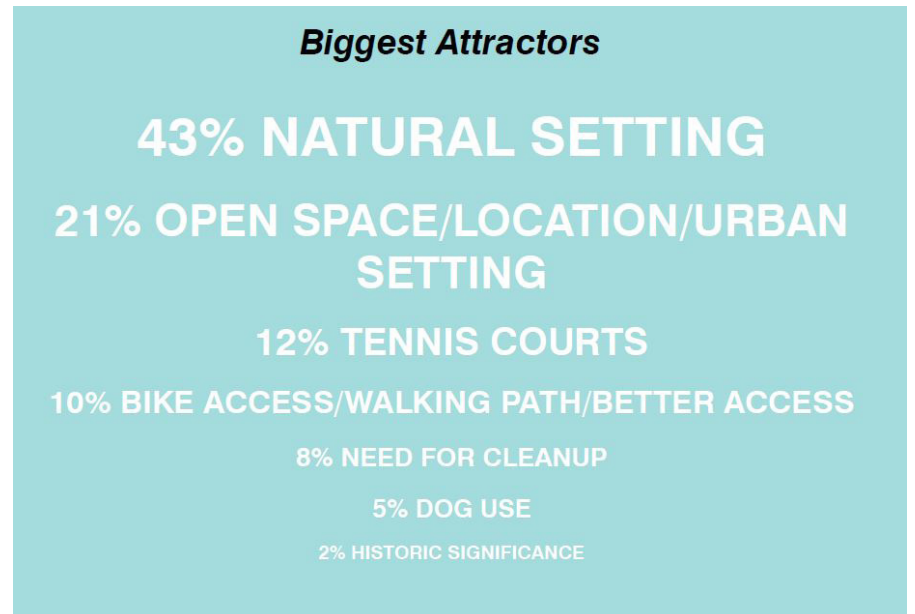 Biggest Attractors
43% NATURAL SETTING
21% OPEN SPACE/LOCATION/URBAN
SETTING
12% TENNIS COURTS
10% BIKE ACCESS/WALKING PATH/BETTER ACCESS
8% NEED FOR CLEANUP
5% DOG USE
2% HISTORIC SIGNIFICANCE